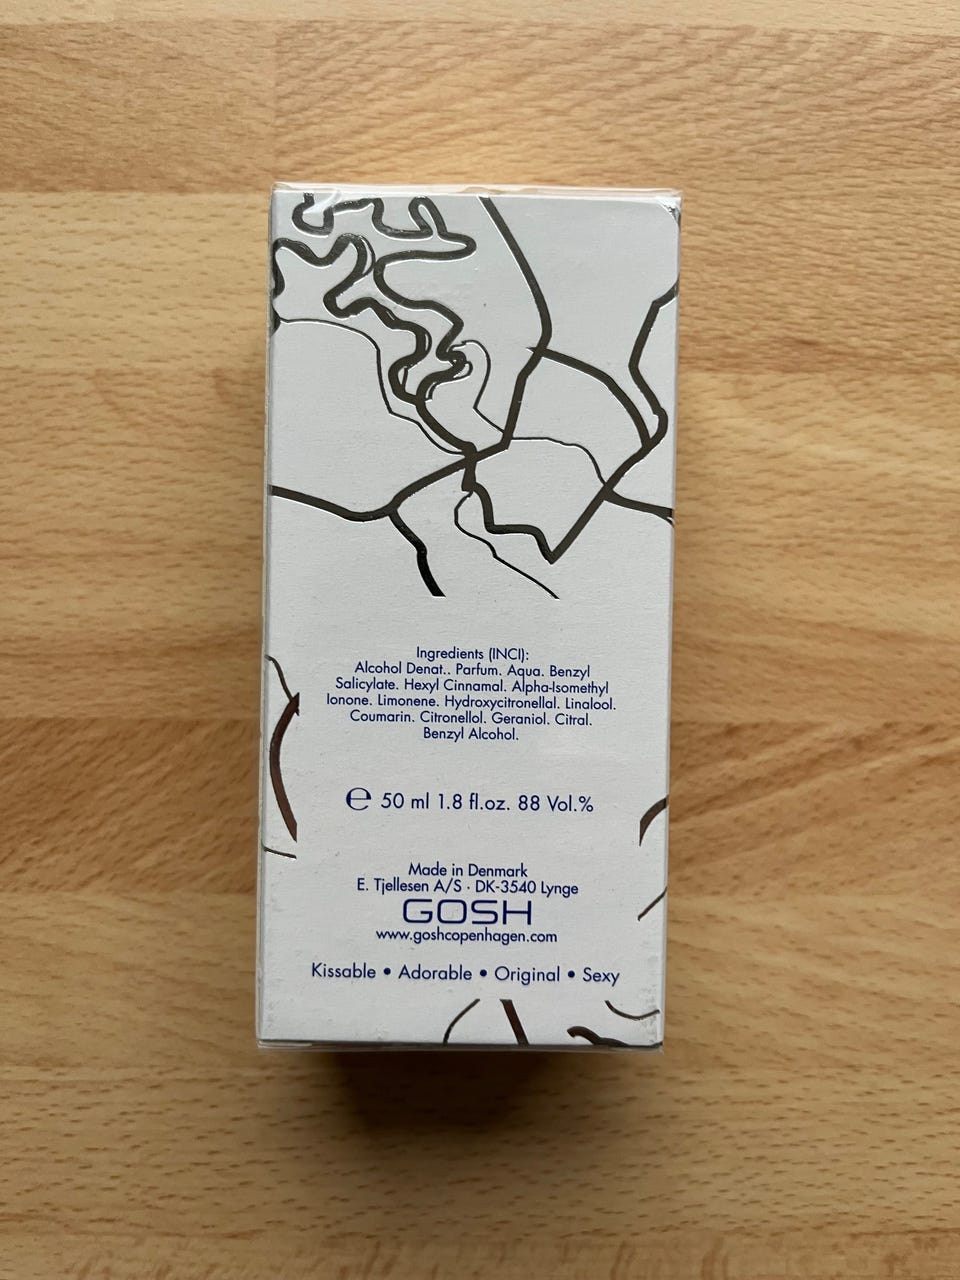 Ingredients (INCI):
Alcohol Denat.. Parfum. Aqua. Benzyl
Salicylate. Hexyl Cinnamal. Alpha-Isomethyl
Ionone. Limonene. Hydroxycitronellal. Linalool.
Coumarin. Citronellol. Geraniol. Citral.
Benzyl Alcohol.
℮ 50 ml 1.8 fl.oz. 88 Vol.%
Made in Denmark
E. Tjellesen A/S · DK-3540 Lynge
GOSH
www.goshcopenhagen.com
Kissable • Adorable • Original • Sexy